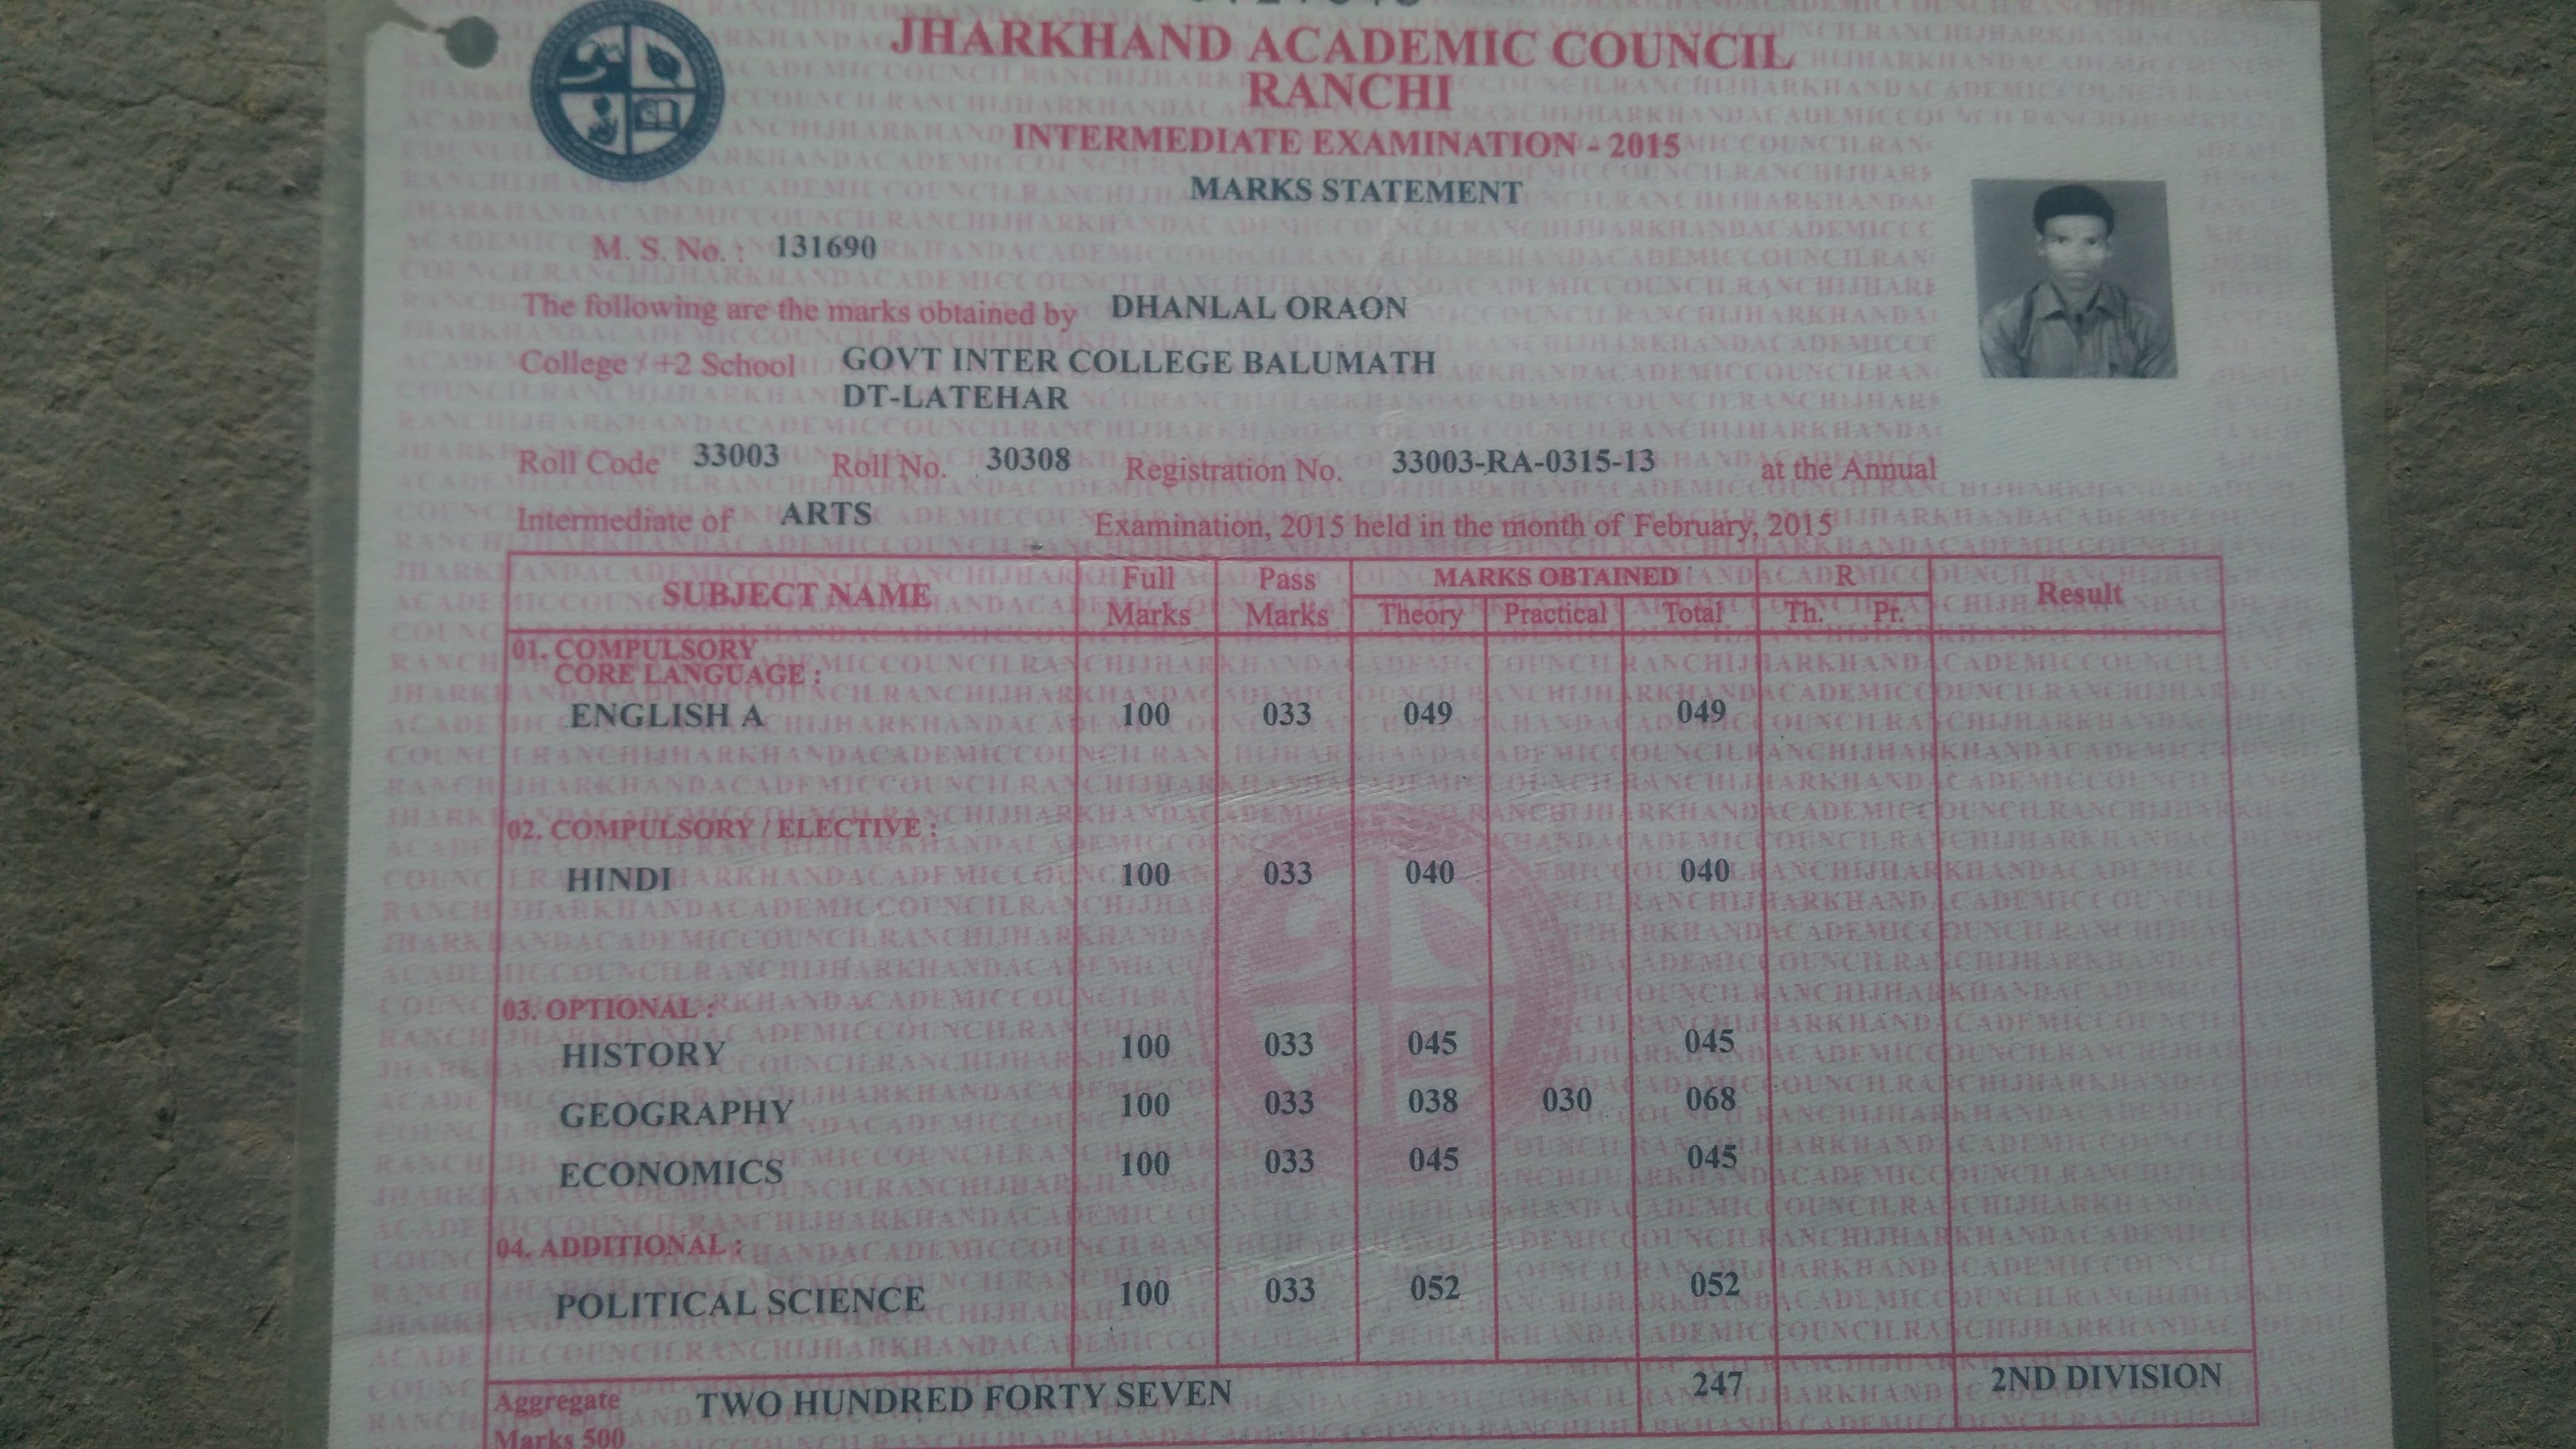 JHARKHAND ACADEMIC COUNCIL
RANCHI
INTERMEDIATE EXAMINATION - 2015
MARKS STATEMENT
M. S. No. : 131690
The following are the marks obtained by DHANLAL ORAON
College / +2 School GOVT INTER COLLEGE BALUMATH
DT-LATEHAR
Roll Code 33003 Roll No. 30308 Registration No. 33003-RA-0315-13 at the Annual
Intermediate of ARTS Examination, 2015 held in the month of February, 2015
SUBJECT NAME Full Marks Pass Marks MARKS OBTAINED R Result
Theory Practical Total Th. Pr.
01. COMPULSORY
CORE LANGUAGE :
ENGLISH A 100 033 049 049
02. COMPULSORY / ELECTIVE :
HINDI 100 033 040 040
03. OPTIONAL :
HISTORY 100 033 045 045
GEOGRAPHY 100 033 038 030 068
ECONOMICS 100 033 045 045
04. ADDITIONAL :
POLITICAL SCIENCE 100 033 052 052
Aggregate TWO HUNDRED FORTY SEVEN 247 2ND DIVISION
Marks 500